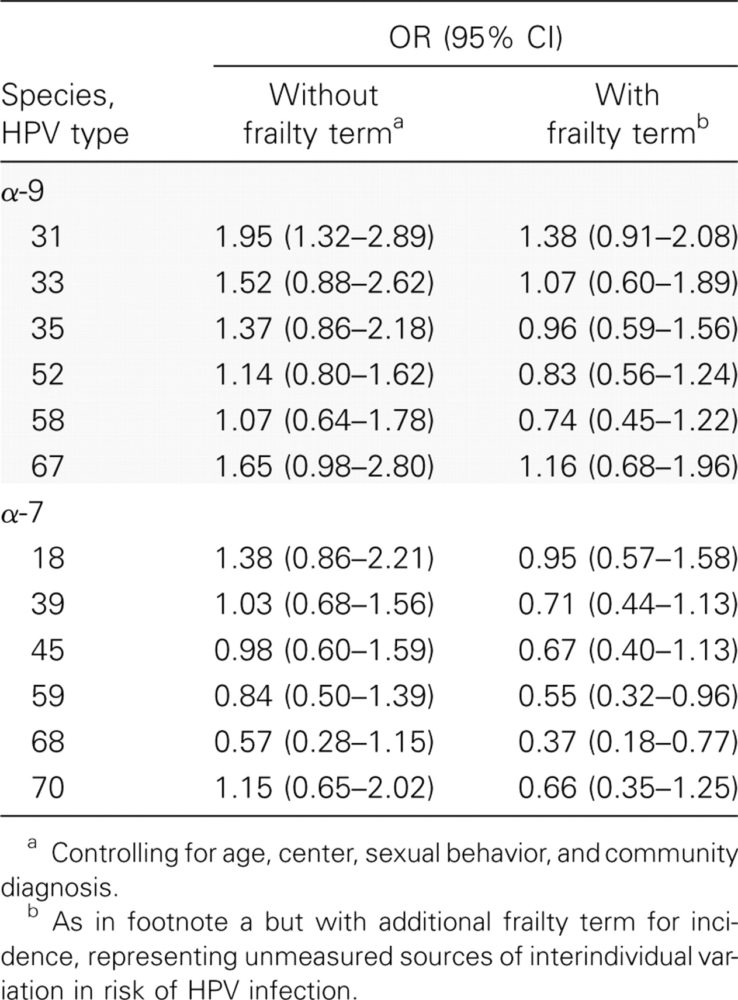 OR (95% CI)
Species, Without With
HPV type frailty termᵃ frailty termᵇ
α-9
31 1.95 (1.32–2.89) 1.38 (0.91–2.08)
33 1.52 (0.88–2.62) 1.07 (0.60–1.89)
35 1.37 (0.86–2.18) 0.96 (0.59–1.56)
52 1.14 (0.80–1.62) 0.83 (0.56–1.24)
58 1.07 (0.64–1.78) 0.74 (0.45–1.22)
67 1.65 (0.98–2.80) 1.16 (0.68–1.96)
α-7
18 1.38 (0.86–2.21) 0.95 (0.57–1.58)
39 1.03 (0.68–1.56) 0.71 (0.44–1.13)
45 0.98 (0.60–1.59) 0.67 (0.40–1.13)
59 0.84 (0.50–1.39) 0.55 (0.32–0.96)
68 0.57 (0.28–1.15) 0.37 (0.18–0.77)
70 1.15 (0.65–2.02) 0.66 (0.35–1.25)
ᵃ Controlling for age, center, sexual behavior, and community
diagnosis.
ᵇ As in footnote a but with additional frailty term for inci-
dence, representing unmeasured sources of interindividual var-
iation in risk of HPV infection.